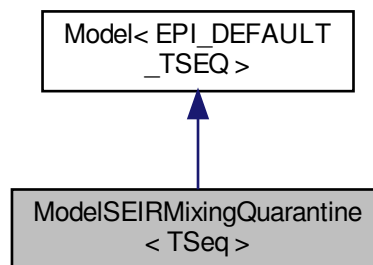 Model< EPI_DEFAULT
_TSEQ >
ModelSEIRMixingQuarantine
< TSeq >